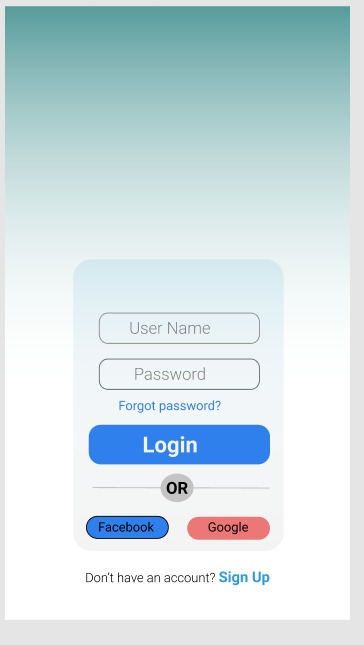 User Name
Password
Forgot password?
Login
OR
Facebook Google
Don't have an account? Sign Up